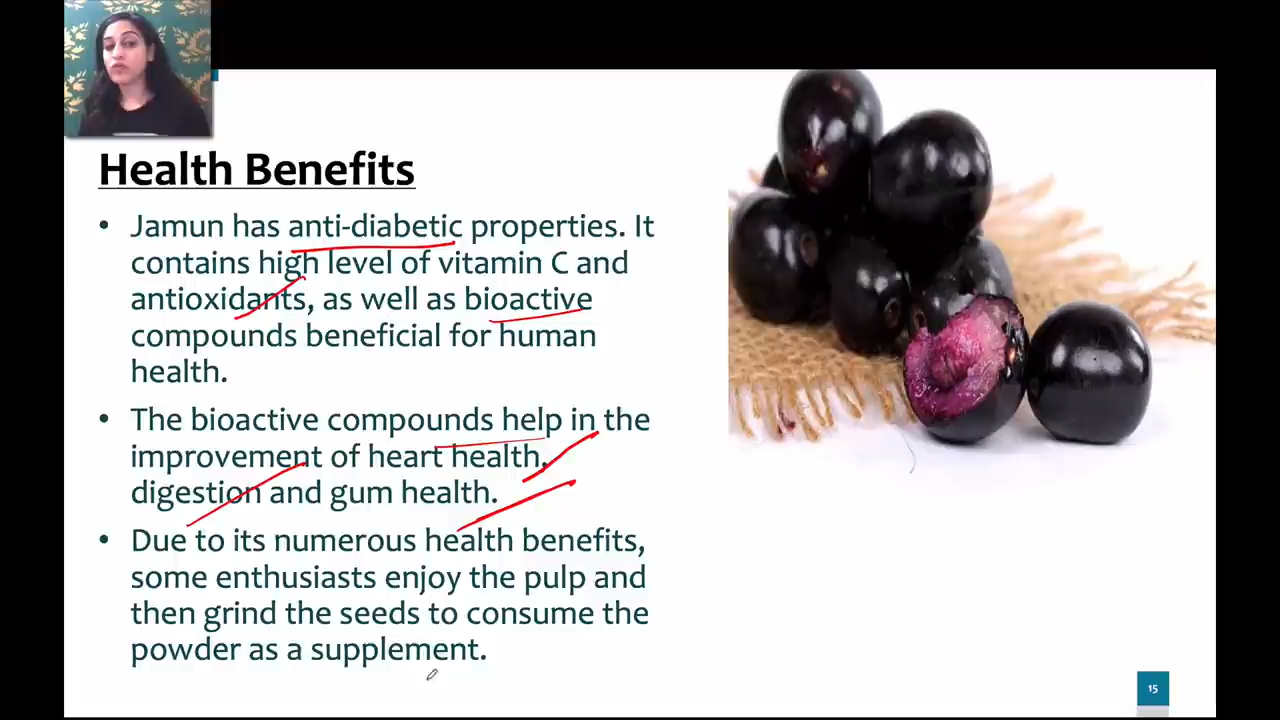 Health Benefits
• Jamun has anti-diabetic properties. It
contains high level of vitamin C and
antioxidants, as well as bioactive
compounds beneficial for human
health.
• The bioactive compounds help in the
improvement of heart health,
digestion and gum health.
• Due to its numerous health benefits,
some enthusiasts enjoy the pulp and
then grind the seeds to consume the
powder as a supplement.
15